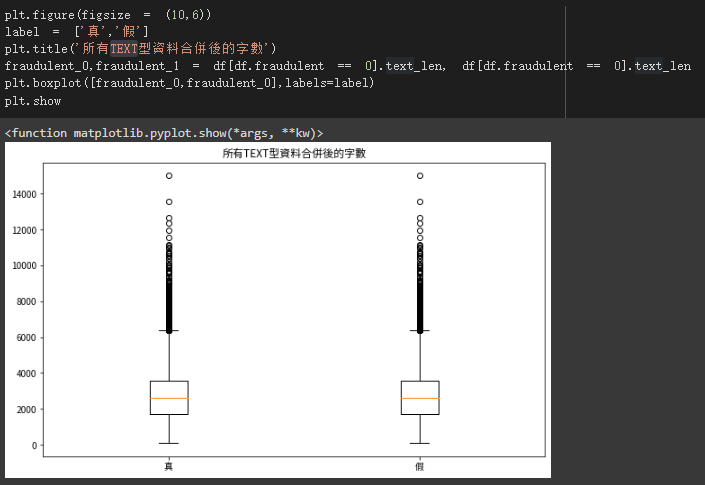 plt.figure(figsize = (10,6))
label = ['真','假']
plt.title('所有TEXT型資料合併後的字數')
fraudulent_0,fraudulent_1 = df[df.fraudulent == 0].text_len, df[df.fraudulent == 0].text_len
plt.boxplot([fraudulent_0,fraudulent_0],labels=label)
plt.show
<function matplotlib.pyplot.show(*args, **kw)>
所有TEXT型資料合併後的字數
14000
12000
10000
8000
6000
4000
2000
0
真 假